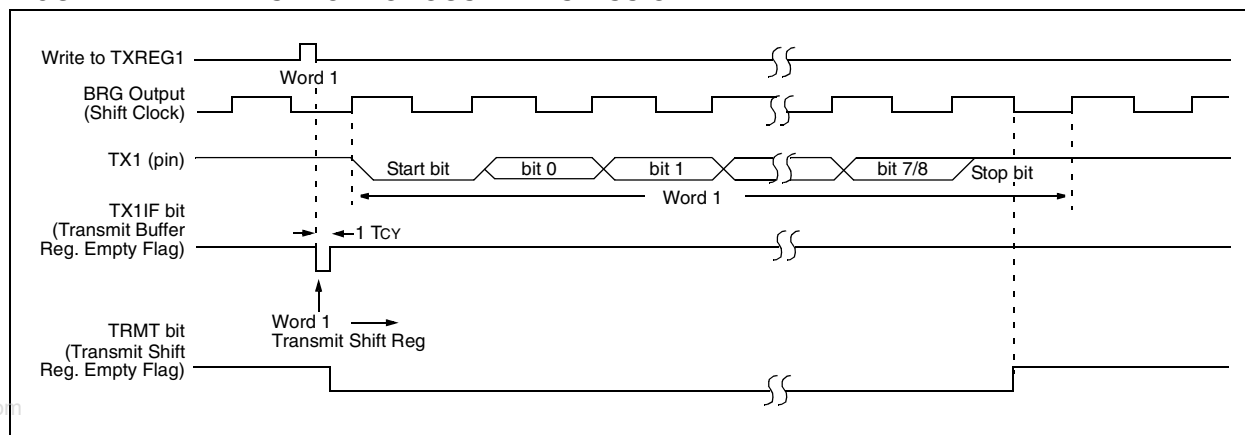 Write to TXREG1
Word 1
BRG Output
(Shift Clock)
TX1 (pin)
Start bit
bit 0
bit 1
bit 7/8
Stop bit
Word 1
TX1IF bit
(Transmit Buffer
Reg. Empty Flag)
1 TCY
Word 1
Transmit Shift Reg
TRMT bit
(Transmit Shift
Reg. Empty Flag)
om